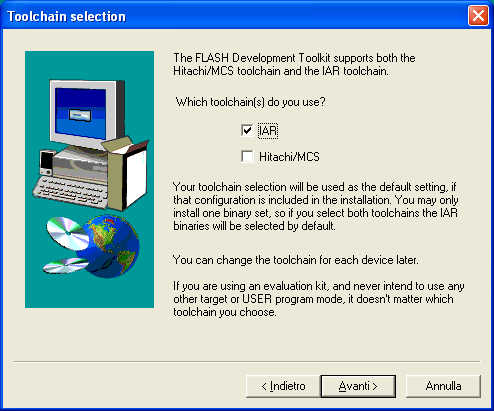 Toolchain selection
The FLASH Development Toolkit supports both the
Hitachi/MCS toolchain and the IAR toolchain.
Which toolchain(s) do you use?
IAR
Hitachi/MCS
Your toolchain selection will be used as the default setting, if
that configuration is included in the installation. You may only
install one binary set, so if you select both toolchains the IAR
binaries will be selected by default.
You can change the toolchain for each device later.
If you are using an evaluation kit, and never intend to use any
other target or USER program mode, it doesn't matter which
toolchain you choose.
< Indietro
Avanti >
Annulla